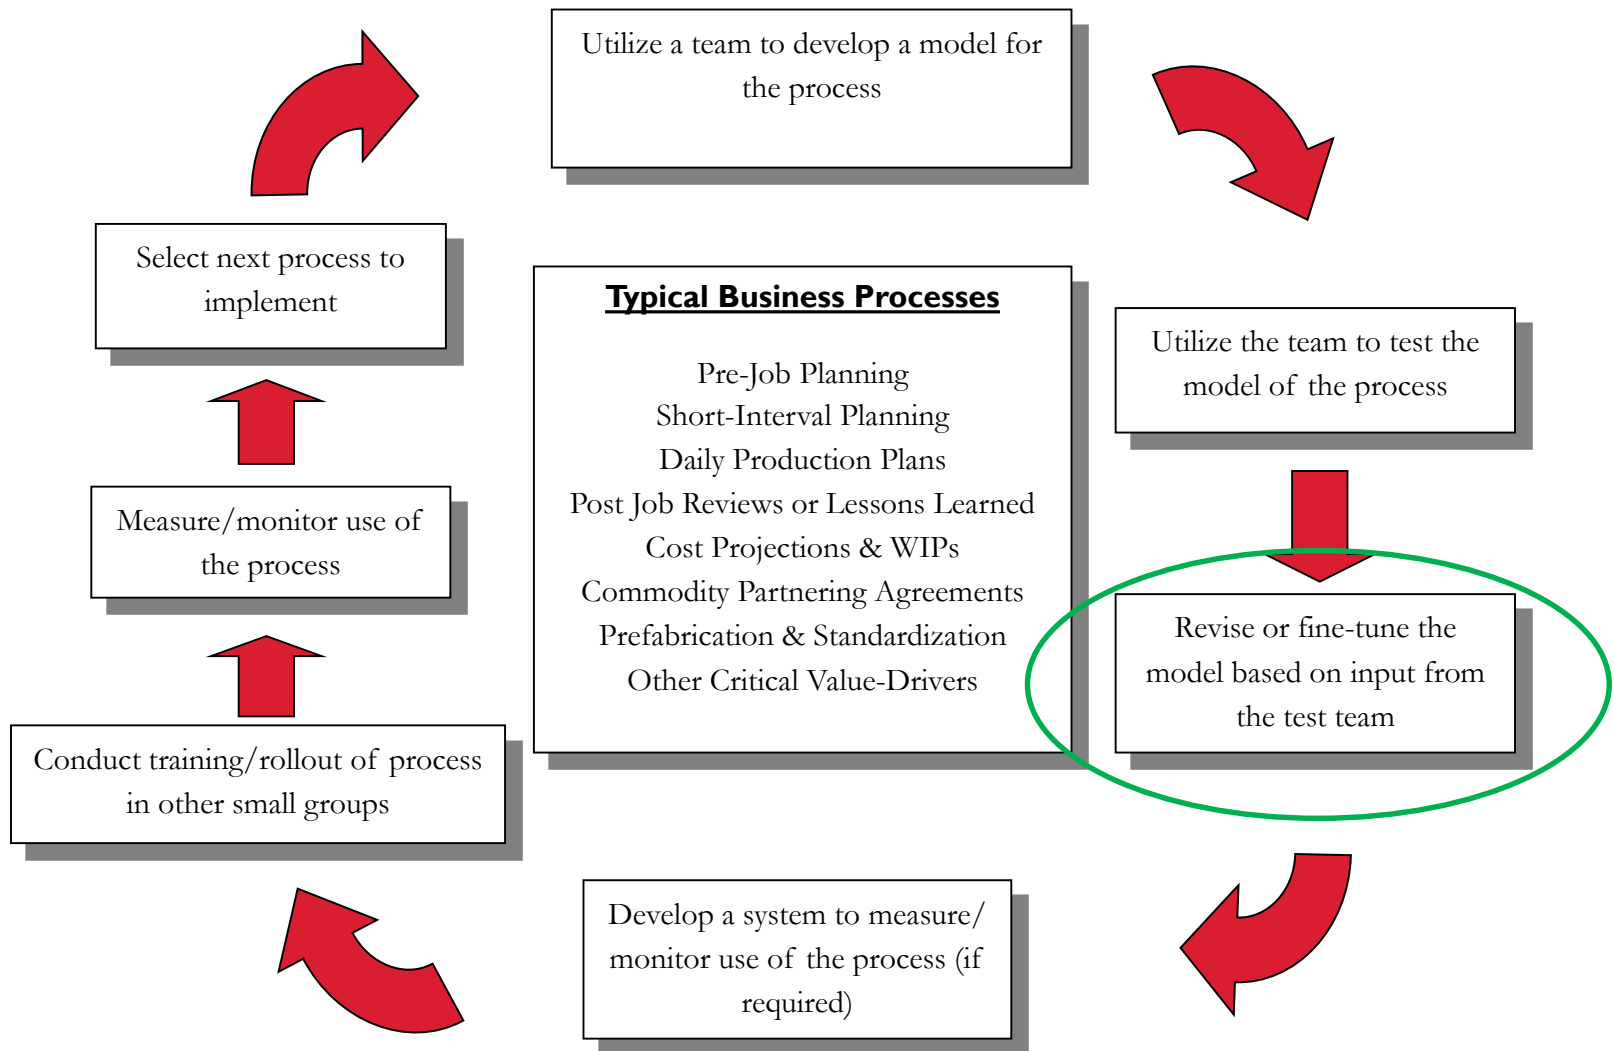 Utilize a team to develop a model for
the process
Select next process to
implement
Typical Business Processes
Pre-Job Planning
Short-Interval Planning
Daily Production Plans
Post Job Reviews or Lessons Learned
Cost Projections & WIPs
Commodity Partnering Agreements
Prefabrication & Standardization
Other Critical Value-Drivers
Utilize the team to test the
model of the process
Measure/monitor use of
the process
Revise or fine-tune the
model based on input from
the test team
Conduct training/rollout of process
in other small groups
Develop a system to measure/
monitor use of the process (if
required)